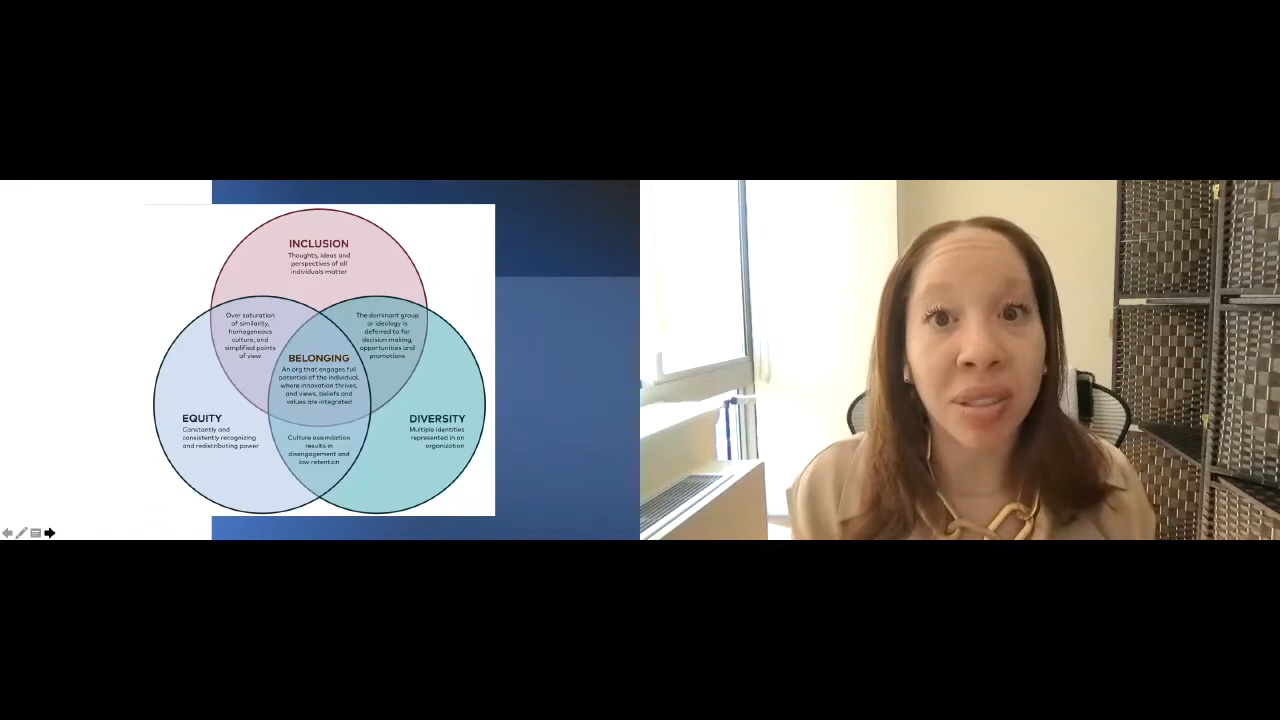 INCLUSION
Thoughts, ideas and
perspectives of all
individuals matter
Over saturation
of similarity,
homogeneous
culture, and
simplified points
of view
The dominant group
or ideology is
deferred to for
decision making,
opportunities and
promotions
BELONGING
An org that engages full
potential of the individual,
where innovation thrives,
and views, beliefs and
values are integrated
EQUITY
Constantly and
consistently recognizing
and redistributing power
DIVERSITY
Multiple identities
represented in an
organization
Culture assimilation
results in
disengagement and
low retention